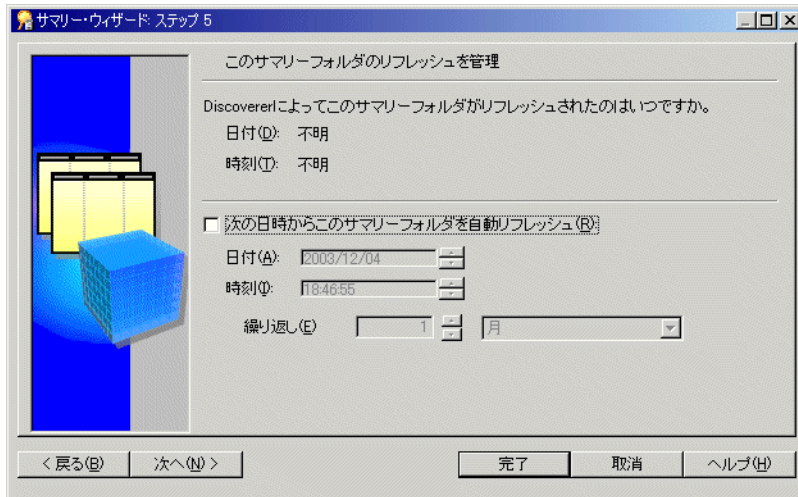 サマリー・ウィザード: ステップ 5
このサマリーフォルダのリフレッシュを管理
Discovererによってこのサマリーフォルダがリフレッシュされたのはいつですか。
日付(D): 不明
時刻(T): 不明
次の日時からこのサマリーフォルダを自動リフレッシュ(R):
日付(A): 2003/12/04
時刻(I): 18:46:55
繰り返し(E) 1 月
< 戻る(B) 次へ(N) > 完了 取消 ヘルプ(H)